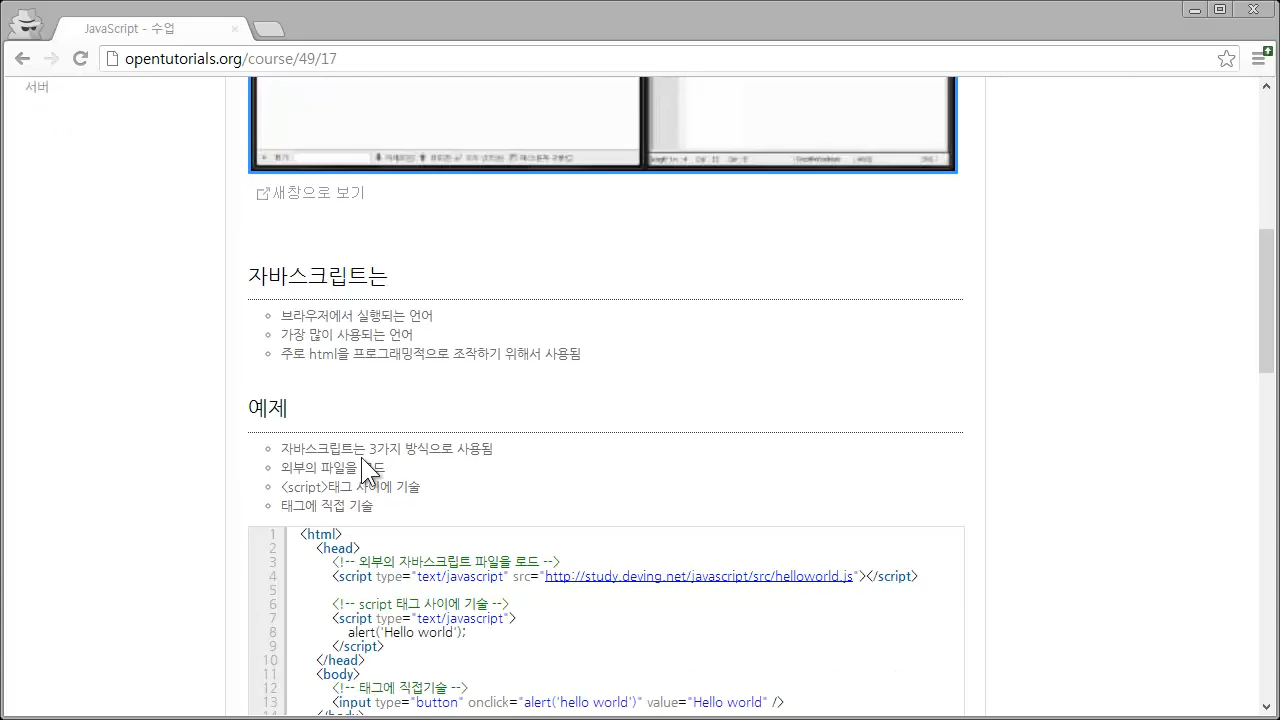 JavaScript - 수업
opentutorials.org/course/49/17
서버
새창으로 보기
자바스크립트는
브라우저에서 실행되는 언어
가장 많이 사용되는 언어
주로 html을 프로그래밍적으로 조작하기 위해서 사용됨
예제
자바스크립트는 3가지 방식으로 사용됨
외부의 파일을 로드
<script>태그 사이에 기술
태그에 직접 기술
1 <html>
2 <head>
3 <!-- 외부의 자바스크립트 파일을 로드 -->
4 <script type="text/javascript" src="http://study.deving.net/javascript/src/helloworld.js"></script>
5
6 <!-- script 태그 사이에 기술 -->
7 <script type="text/javascript">
8 alert('Hello world');
9 </script>
10 </head>
11 <body>
12 <!-- 태그에 직접기술 -->
13 <input type="button" onclick="alert('hello world')" value="Hello world" />
14 </body>